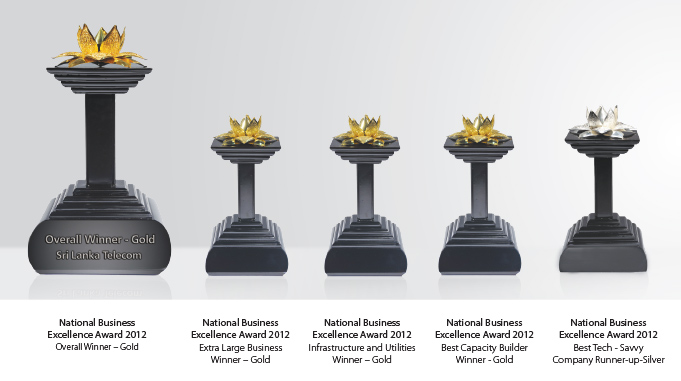 Overall Winner - Gold
Sri Lanka Telecom
National Business
Excellence Award 2012
Overall Winner – Gold
National Business
Excellence Award 2012
Extra Large Business
Winner – Gold
National Business
Excellence Award 2012
Infrastructure and Utilities
Winner – Gold
National Business
Excellence Award 2012
Best Capacity Builder
Winner - Gold
National Business
Excellence Award 2012
Best Tech - Savvy
Company Runner-up-Silver